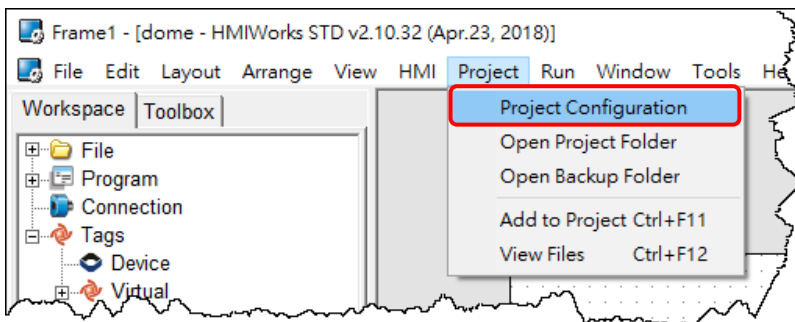 Frame1 - [dome - HMIWorks STD v2.10.32 (Apr.23, 2018)]
File Edit Layout Arrange View HMI Project Run Window Tools
Workspace Toolbox
Project Configuration
Open Project Folder
Open Backup Folder
Add to Project Ctrl+F11
View Files Ctrl+F12
File
Program
Connection
Tags
Device
Virtual